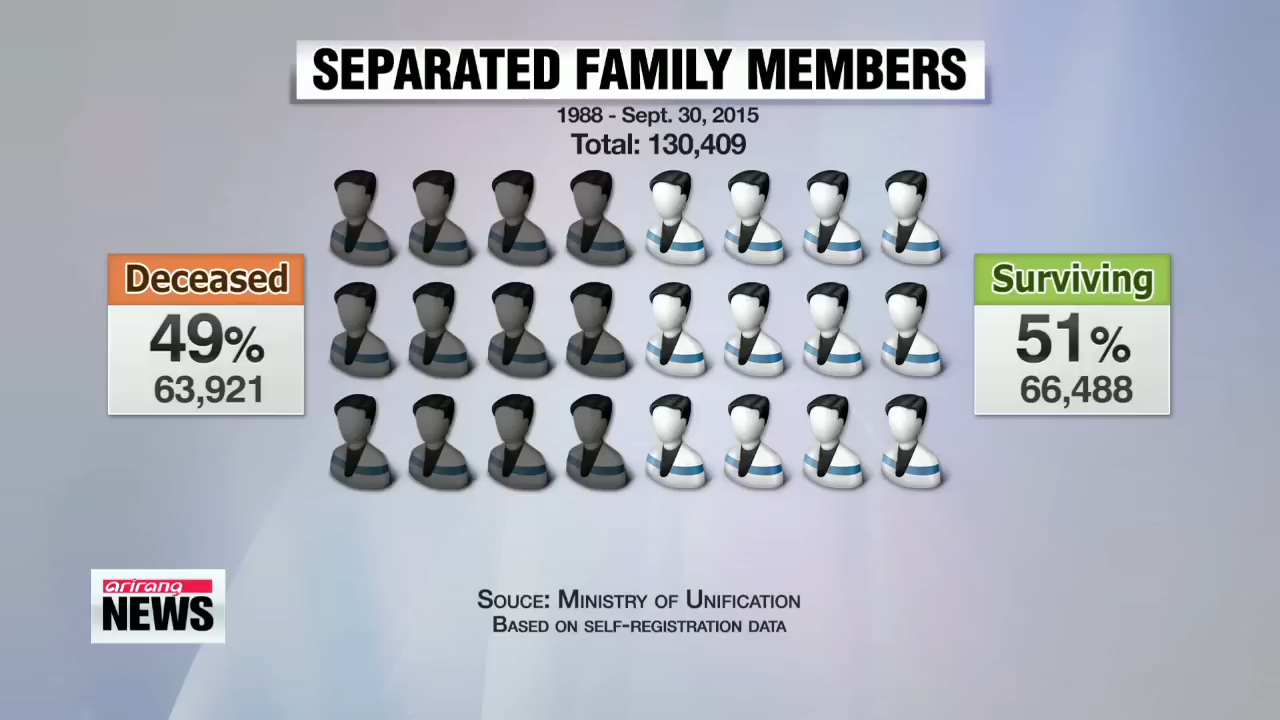 SEPARATED FAMILY MEMBERS
1988 - Sept. 30, 2015
Total: 130,409
Deceased
49%
63,921
Surviving
51%
66,488
arirang
NEWS
SOUCE: MINISTRY OF UNIFICATION
BASED ON SELF-REGISTRATION DATA